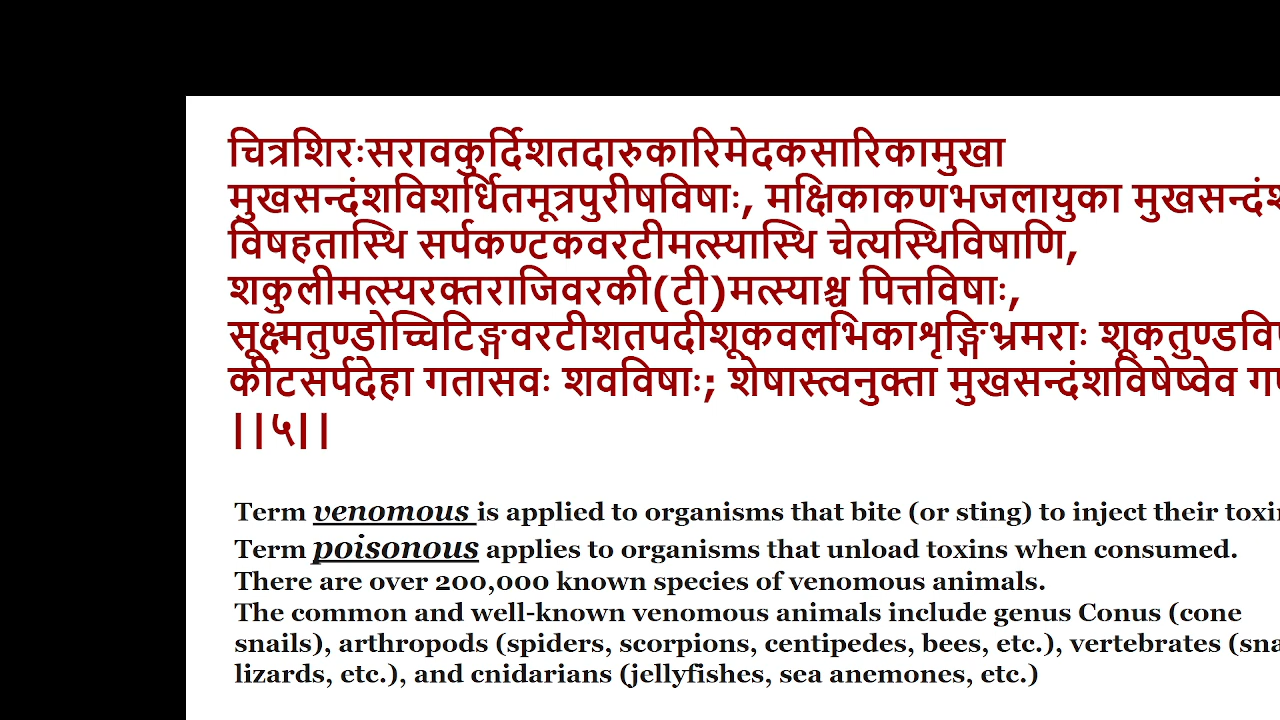 चित्रशिरःसरावकुर्दिशतदारुकारिमेदकसारिकामुखा
मुखसन्दंशविशर्धितमूत्रपुरीषविषाः, मक्षिकाकणभजलायुका
विषहतास्थि सर्पकण्टकवरटीमत्स्यास्थि चेत्यस्थिविषाणि,
शकुलीमत्स्यरक्तराजिवरकी(टी)मत्स्याश्च पित्तविषाः,
सूक्ष्मतुण्डोच्चिटिङ्गवरटीशतपदीशूकवलभिकाशृङ्गिभ्रमराः
कीटसर्पदेहा गतासवः शवविषाः; शेषास्त्वनुक्ता मुखसन्दंशविषेष्वेव
||५||
Term venomous is applied to organisms that bite (or sting) to inject their
Term poisonous applies to organisms that unload toxins when consumed.
There are over 200,000 known species of venomous animals.
The common and well-known venomous animals include genus Conus (cone
snails), arthropods (spiders, scorpions, centipedes, bees, etc.), vertebrates
lizards, etc.), and cnidarians (jellyfishes, sea anemones, etc.)